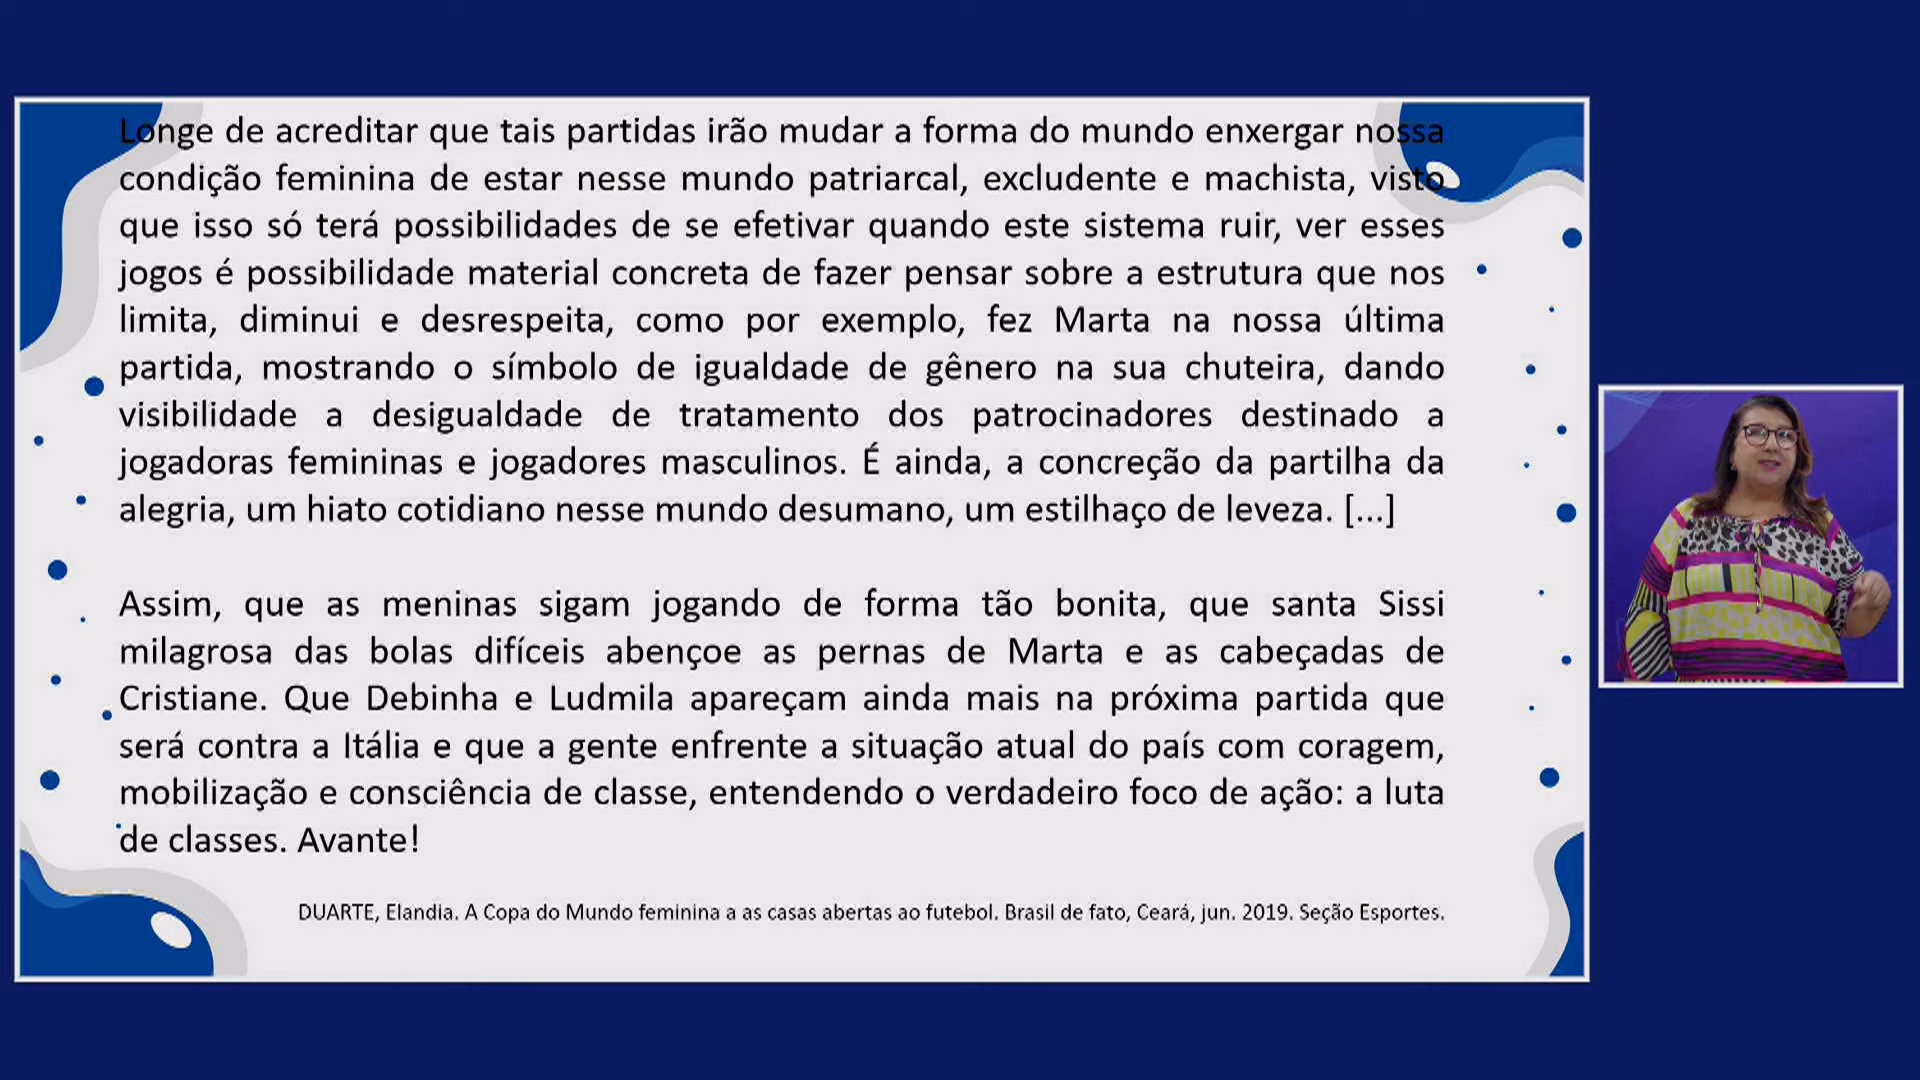 Longe de acreditar que tais partidas irão mudar a forma do mundo enxergar nossa
condição feminina de estar nesse mundo patriarcal, excludente e machista, visto
que isso só terá possibilidades de se efetivar quando este sistema ruir, ver esses
jogos é possibilidade material concreta de fazer pensar sobre a estrutura que nos
limita, diminui e desrespeita, como por exemplo, fez Marta na nossa última
partida, mostrando o símbolo de igualdade de gênero na sua chuteira, dando
visibilidade a desigualdade de tratamento dos patrocinadores destinado a
jogadoras femininas e jogadores masculinos. É ainda, a concreção da partilha da
alegria, um hiato cotidiano nesse mundo desumano, um estilhaço de leveza. [...]
Assim, que as meninas sigam jogando de forma tão bonita, que santa Sissi
milagrosa das bolas difíceis abençoe as pernas de Marta e as cabeçadas de
Cristiane. Que Debinha e Ludmila apareçam ainda mais na próxima partida que
será contra a Itália e que a gente enfrente a situação atual do país com coragem,
mobilização e consciência de classe, entendendo o verdadeiro foco de ação: a luta
de classes. Avante!
DUARTE, Elandia. A Copa do Mundo feminina a as casas abertas ao futebol. Brasil de fato, Ceará, jun. 2019. Seção Esportes.